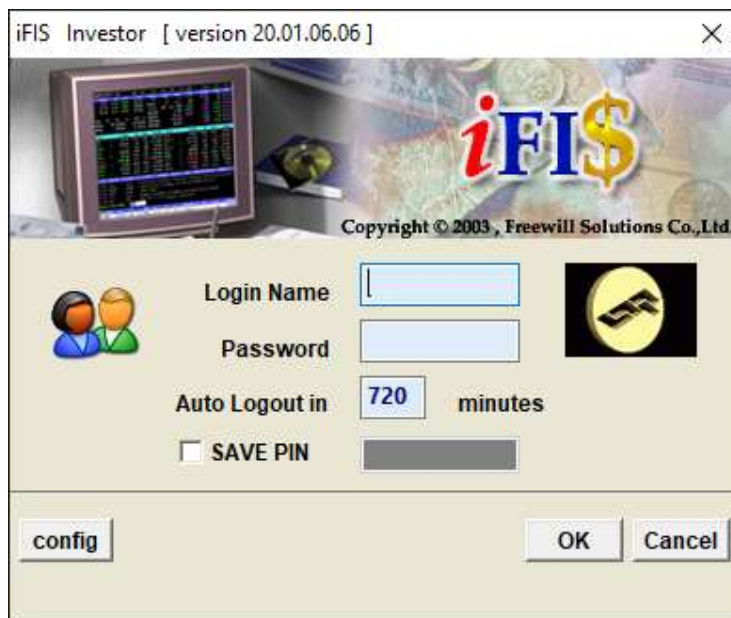 iFIS Investor [ version 20.01.06.06 ]
iFI$
Copyright © 2003 , Freewill Solutions Co.,Ltd
Login Name
Password
Auto Logout in 720 minutes
SAVE PIN
config OK Cancel